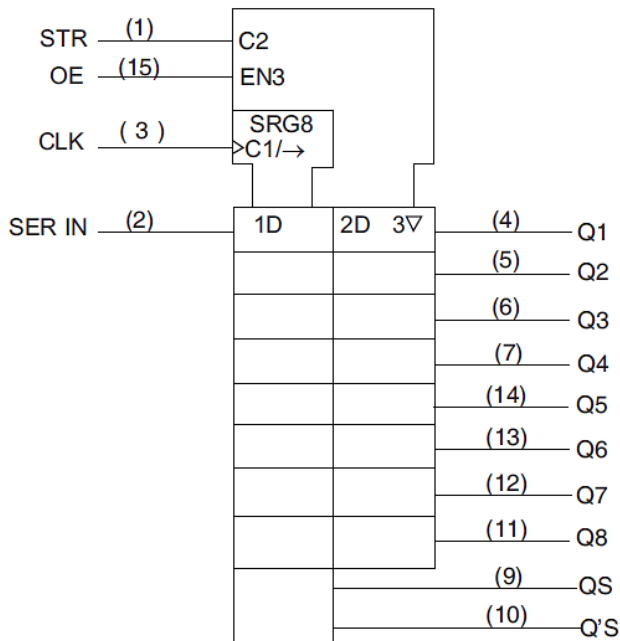 STR (1) C2
OE (15) EN3
SRG8
CLK ( 3 ) C1/→
SER IN (2) 1D 2D 3▽ (4) Q1
(5) Q2
(6) Q3
(7) Q4
(14) Q5
(13) Q6
(12) Q7
(11) Q8
(9) QS
(10) Q'S